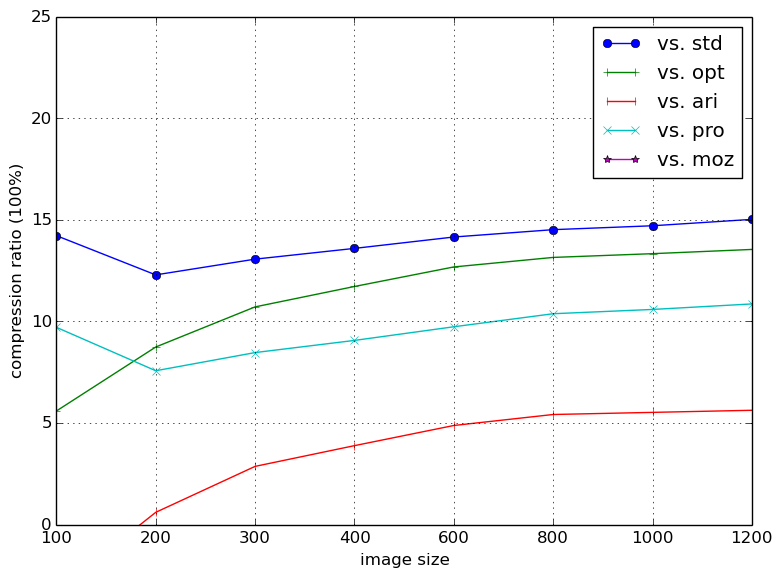 25
20
15
10
5
0
compression ratio (100%)
vs. std
vs. opt
vs. ari
vs. pro
vs. moz
100 200 300 400 600 800 1000 1200
image size